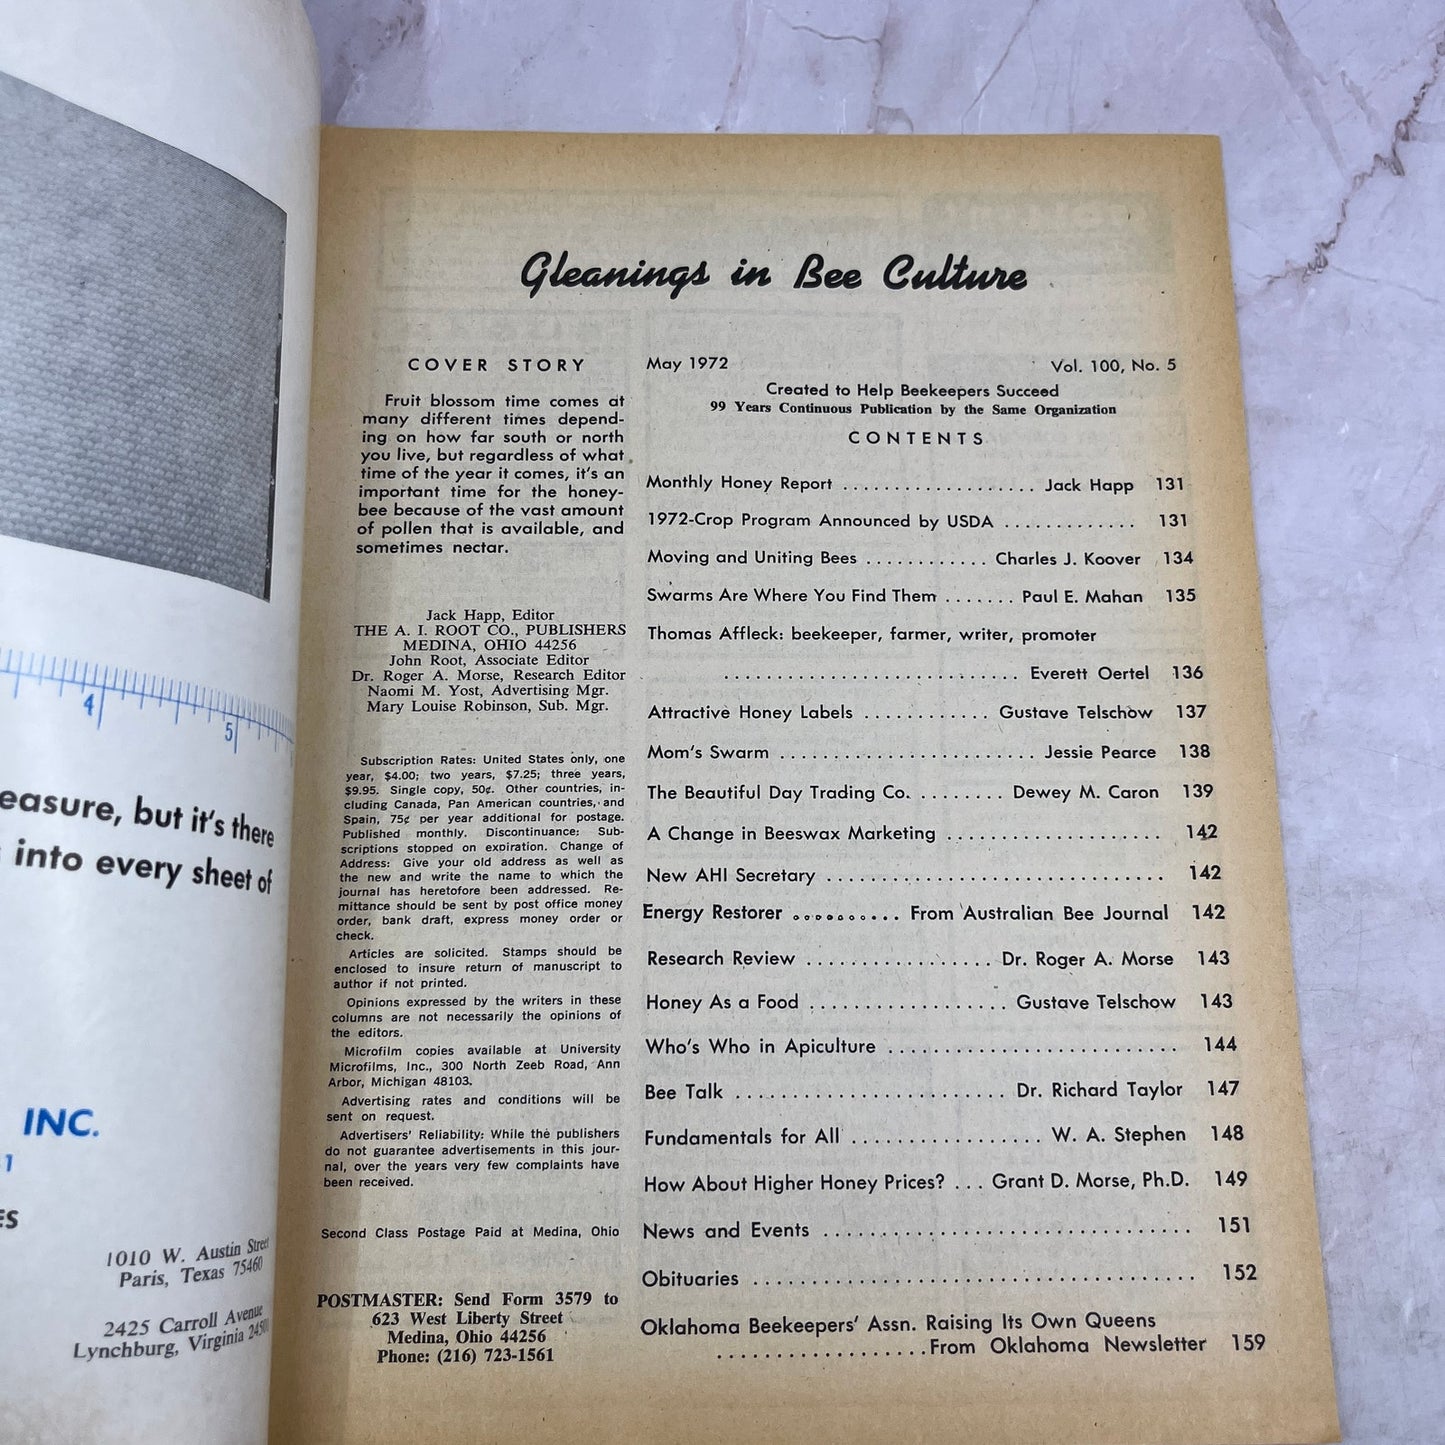 4
5
easure, but it's there
into every sheet of
INC.
1010 W. Austin Street
Paris, Texas 75460
2425 Carroll Avenue
Lynchburg, Virginia
Gleanings in Bee Culture
COVER STORY
Fruit blossom time comes at
many different times depend-
ing on how far south or north
you live, but regardless of what
time of the year it comes, it's an
important time for the honey-
bee because of the vast amount
of pollen that is available, and
sometimes nectar.
Jack Happ, Editor
THE A. I. ROOT CO., PUBLISHERS
MEDINA, OHIO 44256
John Root, Associate Editor
Dr. Roger A. Morse, Research Editor
Naomi M. Yost, Advertising Mgr.
Mary Louise Robinson, Sub. Mgr.
Subscription Rates: United States only, one
year, $4.00; two years, $7.25; three years,
$9.95. Single copy, 50¢. Other countries, in-
cluding Canada, Pan American countries, and
Spain, 75¢ per year additional for postage.
Published monthly. Discontinuance: Sub-
scriptions stopped on expiration. Change of
Address: Give your old address as well as
the new and write the name to which the
journal has heretofore been addressed. Re-
mittance should be sent by post office money
order, bank draft, express money order or
check.
Articles are solicited. Stamps should be
enclosed to insure return of manuscript to
author if not printed.
Opinions expressed by the writers in these
columns are not necessarily the opinions of
the editors.
Microfilm copies available at University
Microfilms, Inc., 300 North Zeeb Road, Ann
Arbor, Michigan 48103.
Advertising rates and conditions will be
sent on request.
Advertisers' Reliability: While the publishers
do not guarantee advertisements in this jour-
nal, over the years very few complaints have
been received.
Second Class Postage Paid at Medina, Ohio
POSTMASTER: Send Form 3579 to
623 West Liberty Street
Medina, Ohio 44256
Phone: (216) 723-1561
May 1972 Vol. 100, No. 5
Created to Help Beekeepers Succeed
99 Years Continuous Publication by the Same Organization
CONTENTS
Monthly Honey Report ................... Jack Happ 131
1972-Crop Program Announced by USDA ............. 131
Moving and Uniting Bees ............ Charles J. Koover 134
Swarms Are Where You Find Them ....... Paul E. Mahan 135
Thomas Affleck: beekeeper, farmer, writer, promoter
............................ Everett Oertel 136
Attractive Honey Labels ............ Gustave Telschow 137
Mom's Swarm ........................ Jessie Pearce 138
The Beautiful Day Trading Co. ........ Dewey M. Caron 139
A Change in Beeswax Marketing ..................... 142
New AHI Secretary ................................ 142
Energy Restorer .......... From Australian Bee Journal 142
Research Review .................. Dr. Roger A. Morse 143
Honey As a Food ................... Gustave Telschow 143
Who's Who in Apiculture ............................ 144
Bee Talk .......................... Dr. Richard Taylor 147
Fundamentals for All ................... W. A. Stephen 148
How About Higher Honey Prices? ... Grant D. Morse, Ph.D. 149
News and Events ................................... 151
Obituaries .......................................... 152
Oklahoma Beekeepers' Assn. Raising Its Own Queens
....................From Oklahoma Newsletter 159